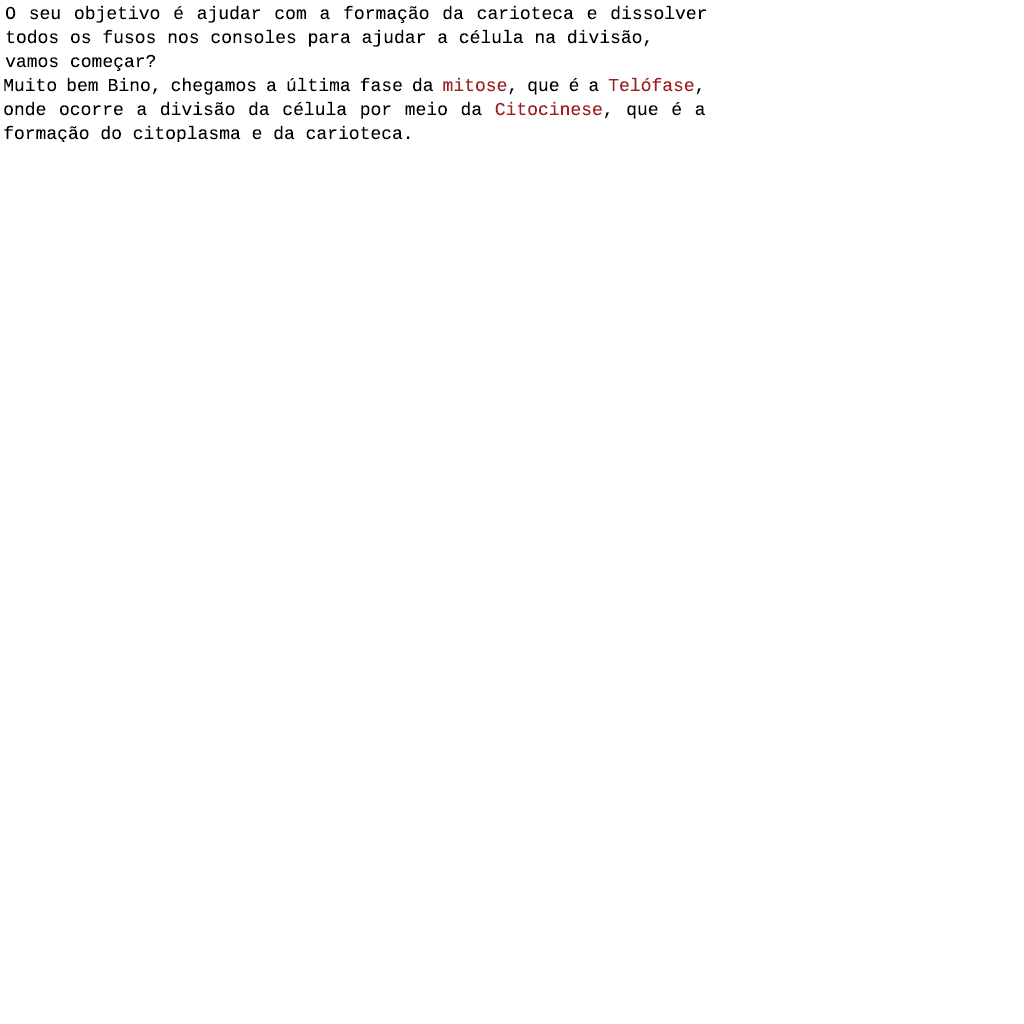 O seu objetivo é ajudar com a formação da carioteca e dissolver
todos os fusos nos consoles para ajudar a célula na divisão,
vamos começar?
Muito bem Bino, chegamos a última fase da mitose, que é a Telófase,
onde ocorre a divisão da célula por meio da Citocinese, que é a
formação do citoplasma e da carioteca.